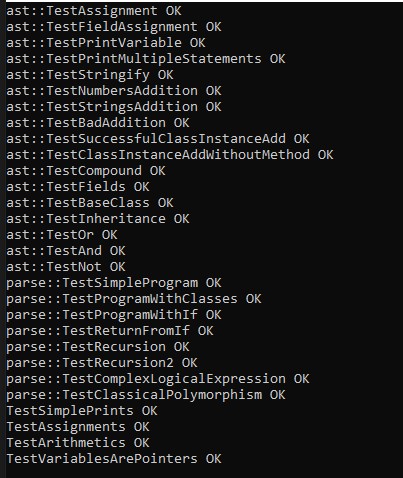 ast::TestAssignment OK
ast::TestFieldAssignment OK
ast::TestPrintVariable OK
ast::TestPrintMultipleStatements OK
ast::TestStringify OK
ast::TestNumbersAddition OK
ast::TestStringsAddition OK
ast::TestBadAddition OK
ast::TestSuccessfulClassInstanceAdd OK
ast::TestClassInstanceAddWithoutMethod OK
ast::TestCompound OK
ast::TestFields OK
ast::TestBaseClass OK
ast::TestInheritance OK
ast::TestOr OK
ast::TestAnd OK
ast::TestNot OK
parse::TestSimpleProgram OK
parse::TestProgramWithClasses OK
parse::TestProgramWithIf OK
parse::TestReturnFromIf OK
parse::TestRecursion OK
parse::TestRecursion2 OK
parse::TestComplexLogicalExpression OK
parse::TestClassicalPolymorphism OK
TestSimplePrints OK
TestAssignments OK
TestArithmetics OK
TestVariablesArePointers OK